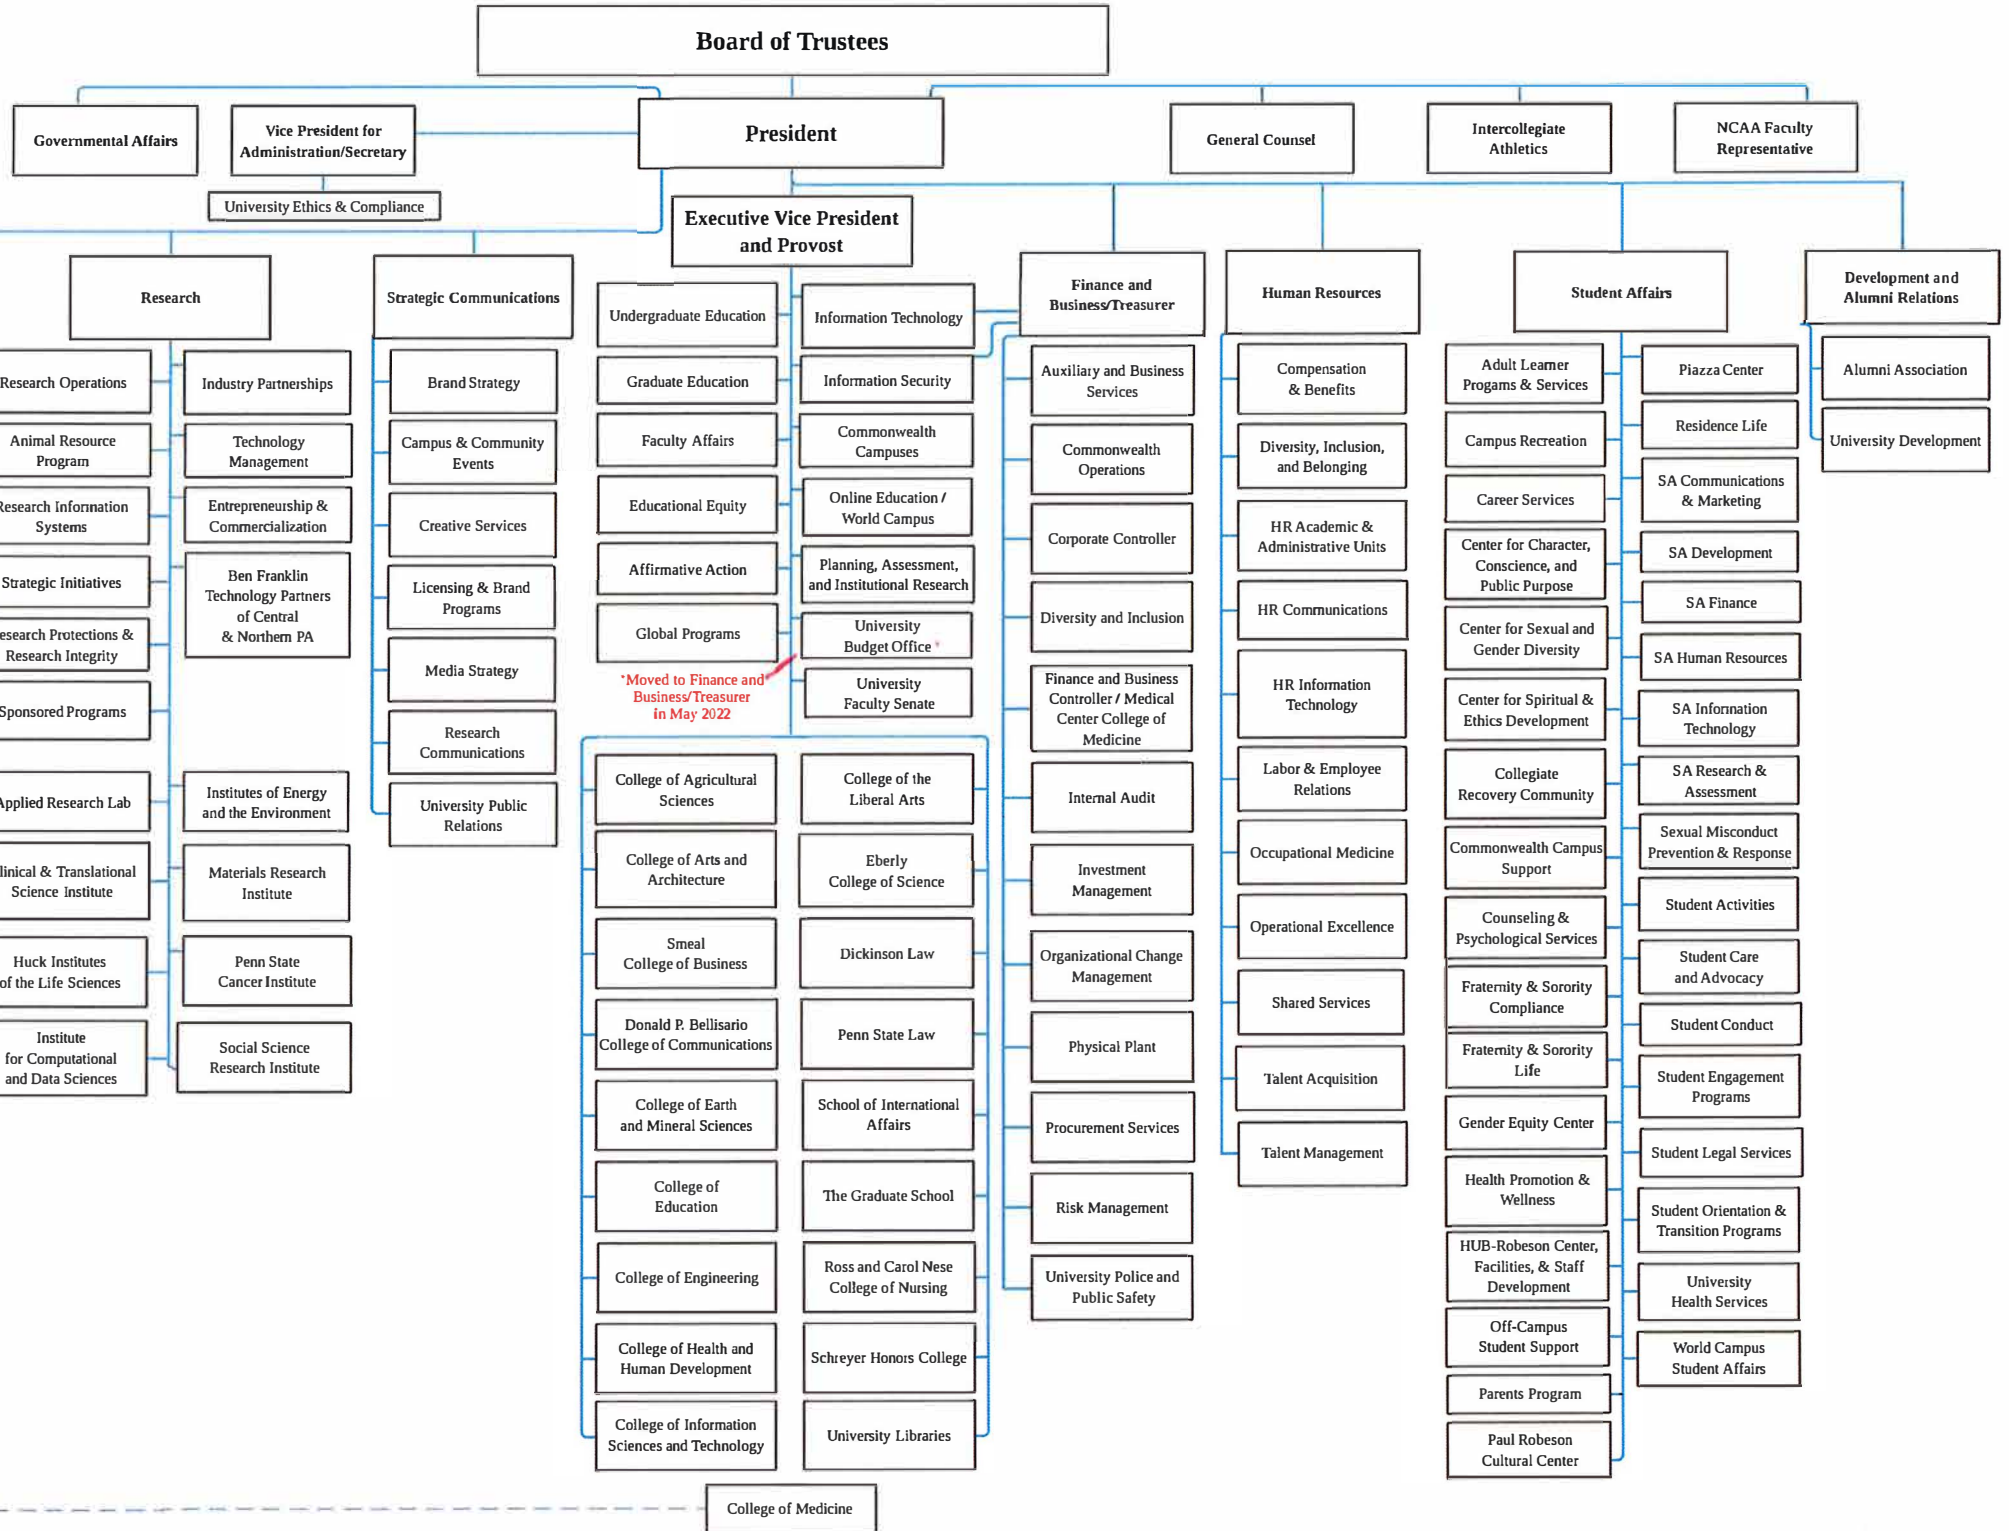 Board of Trustees
Governmental Affairs
Vice President for
Administration/Secretary
President
General Counsel
Intercollegiate
Athletics
NCAA Faculty
Representative
University Ethics & Compliance
Executive Vice President
and Provost
Research
Research Operations
Animal Resource
Program
Research Information
Systems
Strategic Initiatives
esearch Protections &
Research Integrity
Sponsored Programs
Applied Research Lab
linical & Translational
Science Institute
Huck Institutes
of the Life Sciences
Institute
for Computational
and Data Sciences
Industry Partnerships
Technology
Management
Entrepreneurship &
Commercialization
Ben Franklin
Technology Partners
of Central
& Northern PA
Institutes of Energy
and the Environment
Materials Research
Institute
Penn State
Cancer Institute
Social Science
Research Institute
Strategic Communications
Brand Strategy
Campus & Community
Events
Creative Services
Licensing & Brand
Programs
Media Strategy
Research
Communications
University Public
Relations
Undergraduate Education
Graduate Education
Faculty Affairs
Educational Equity
Affirmative Action
Global Programs
Information Technology
Information Security
Commonwealth
Campuses
Online Education /
World Campus
Planning, Assessment,
and Institutional Research
University
Budget Office *
University
Faculty Senate
*Moved to Finance and
Business/Treasurer
in May 2022
College of Agricultural
Sciences
College of Arts and
Architecture
Smeal
College of Business
Donald P. Bellisario
College of Communications
College of Earth
and Mineral Sciences
College of
Education
College of Engineering
College of Health and
Human Development
College of Information
Sciences and Technology
College of the
Liberal Arts
Eberly
College of Science
Dickinson Law
Penn State Law
School of International
Affairs
The Graduate School
Ross and Carol Nese
College of Nursing
Schreyer Honors College
University Libraries
College of Medicine
Finance and
Business/Treasurer
Auxiliary and Business
Services
Commonwealth
Operations
Corporate Controller
Diversity and Inclusion
Finance and Business
Controller / Medical
Center College of
Medicine
Internal Audit
Investment
Management
Organizational Change
Management
Physical Plant
Procurement Services
Risk Management
University Police and
Public Safety
Human Resources
Compensation
& Benefits
Diversity, Inclusion,
and Belonging
HR Academic &
Administrative Units
HR Communications
HR Information
Technology
Labor & Employee
Relations
Occupational Medicine
Operational Excellence
Shared Services
Talent Acquisition
Talent Management
Student Affairs
Adult Learner
Progams & Services
Campus Recreation
Career Services
Center for Character,
Conscience, and
Public Purpose
Center for Sexual and
Gender Diversity
Center for Spiritual &
Ethics Development
Collegiate
Recovery Community
Commonwealth Campus
Support
Counseling &
Psychological Services
Fraternity & Sorority
Compliance
Fraternity & Sorority
Life
Gender Equity Center
Health Promotion &
Wellness
HUB-Robeson Center,
Facilities, & Staff
Development
Off-Campus
Student Support
Parents Program
Paul Robeson
Cultural Center
Piazza Center
Residence Life
SA Communications
& Marketing
SA Development
SA Finance
SA Human Resources
SA Information
Technology
SA Research &
Assessment
Sexual Misconduct
Prevention & Response
Student Activities
Student Care
and Advocacy
Student Conduct
Student Engagement
Programs
Student Legal Services
Student Orientation &
Transition Programs
University
Health Services
World Campus
Student Affairs
Development and
Alumni Relations
Alumni Association
University Development